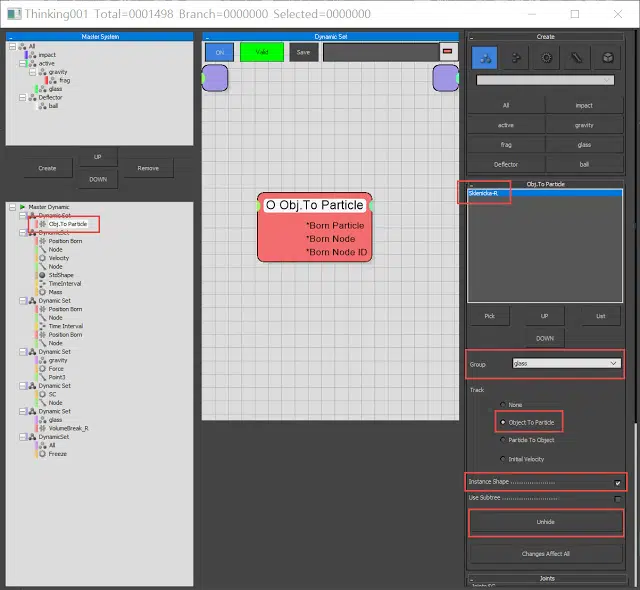 Thinking001 Total=0001498 Branch=0000000 Selected=0000000
Master System
All
impact
active
gravity
frag
glass
Deflector
ball
Create
UP
DOWN
Remove
Master Dynamic
DynamicSet
Obj.To Particle
DynamicSet
Position Born
Node
Velocity
Node
StdShape
TimeInterval
Mass
Dynamic Set
Position Born
Node
Time Interval
Position Born
Node
Dynamic Set
gravity
Force
Point3
Dynamic Set
SC
Node
Dynamic Set
glass
VolumeBreak_R
DynamicSet
All
Freeze
Dynamic Set
ON
Valid
Save
O Obj.To Particle
*Born Particle
*Born Node
*Born Node ID
Create
All impact
active gravity
frag glass
Deflector ball
Obj.To Particle
Sklenicka-R
Pick UP List
DOWN
Group glass
Track
None
Object To Particle
Particle To Object
Initial Velocity
Instance Shape ......................
Use Subtree ............................
Unhide
Changes Affect All
Joints